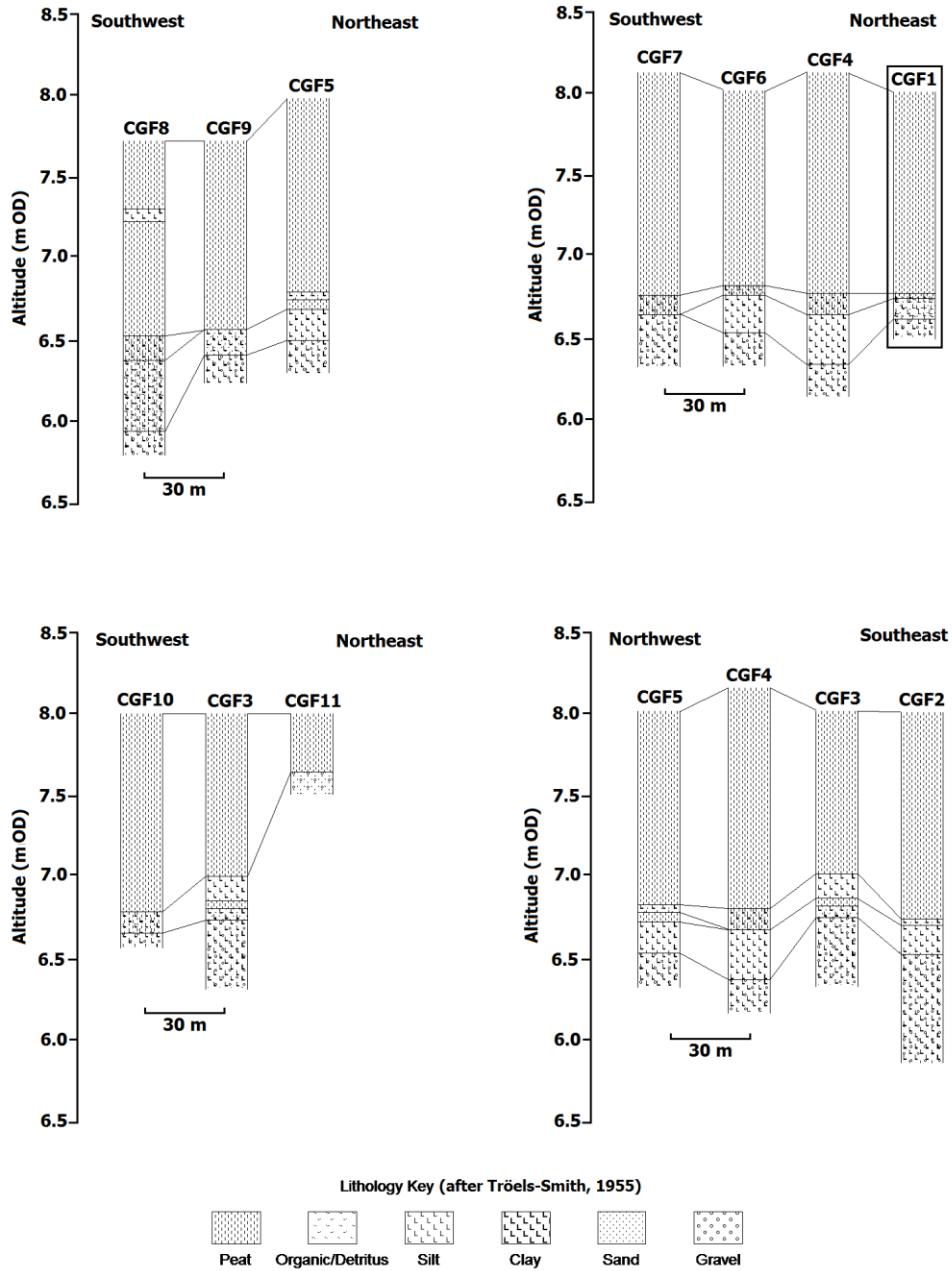 8.5
Southwest
Northeast
8.0
CGF8
CGF9
CGF5
7.5
7.0
6.5
6.0
6.5
Altitude (m OD)
30 m
8.5
Southwest
Northeast
8.0
CGF7
CGF6
CGF4
CGF1
7.5
7.0
6.5
6.0
6.5
Altitude (m OD)
30 m
8.5
Southwest
Northeast
8.0
CGF10
CGF3
CGF11
7.5
7.0
6.5
6.0
6.5
Altitude (m OD)
30 m
8.5
Northwest
Southeast
8.0
CGF5
CGF4
CGF3
CGF2
7.5
7.0
6.5
6.0
6.5
Altitude (m OD)
30 m
Lithology Key (after Tröels-Smith, 1955)
Peat
Organic/Detritus
Silt
Clay
Sand
Gravel